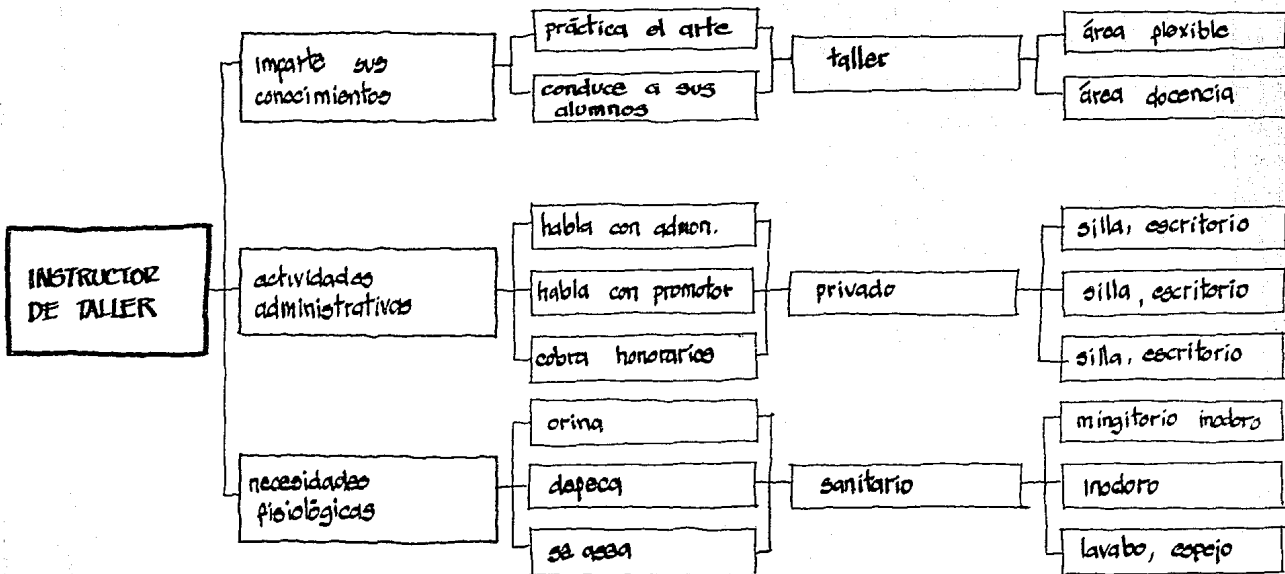 INSTRUCTOR
DE TALLER
imparte sus
conocimientos
práctica el arte
conduce a sus
alumnos
taller
área flexible
área docencia
actividades
administrativas
habla con admon.
habla con promotor
cobra honorarios
privado
silla, escritorio
silla, escritorio
silla, escritorio
necesidades
fisiológicas
orina
defeca
se asea
sanitario
mingitorio inodoro
inodoro
lavabo, espejo